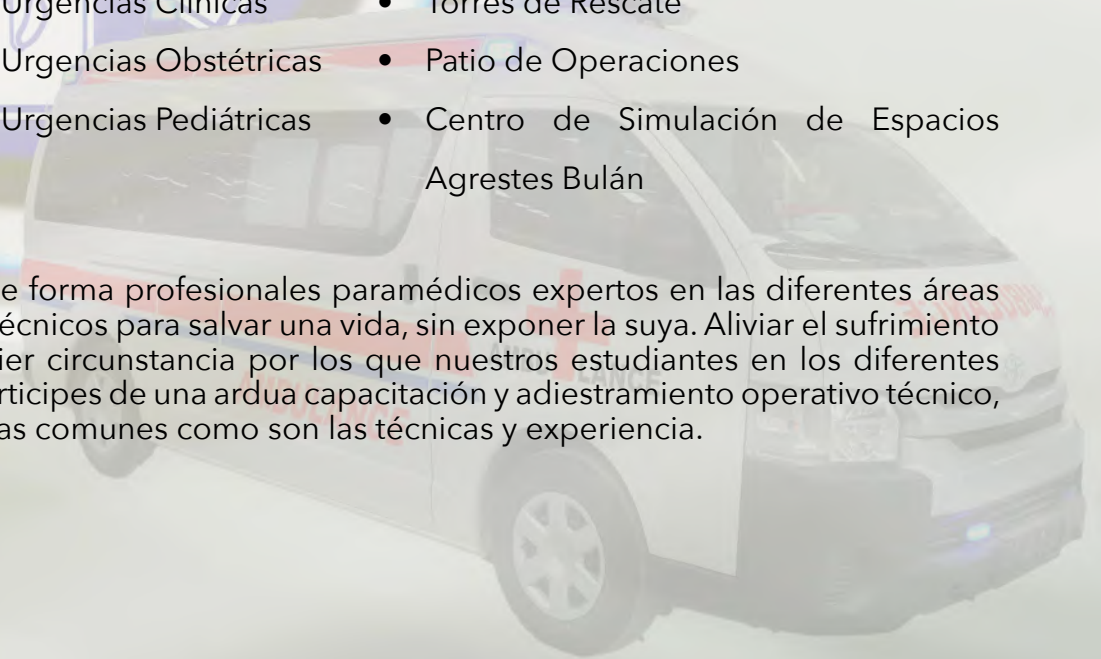 Urgencias Clínicas
Urgencias Obstétricas
Urgencias Pediátricas
• Torres de Rescate
• Patio de Operaciones
• Centro de Simulación de Espacios
Agrestes Bulán
e forma profesionales paramédicos expertos en las diferentes áreas
écnicos para salvar una vida, sin exponer la suya. Aliviar el sufrimiento
ier circunstancia por los que nuestros estudiantes en los diferentes
rticipes de una ardua capacitación y adiestramiento operativo técnico,
as comunes como son las técnicas y experiencia.
AMBULANCE
AMBULANCE
AMBULANCE